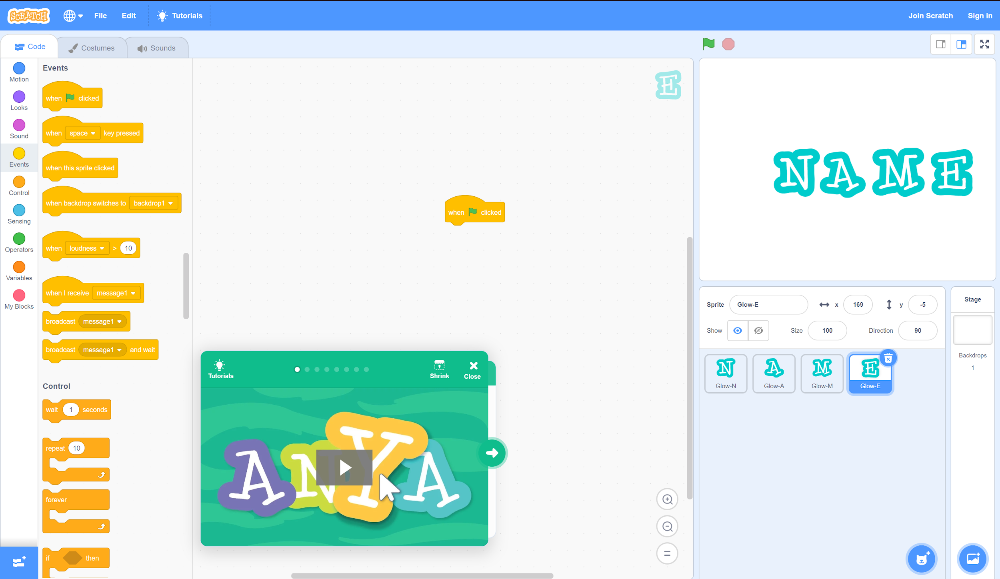 SCRATCH File Edit Tutorials Join Scratch Sign in
Code Costumes Sounds
Motion
Looks
Sound
Events
Control
Sensing
Operators
Variables
My Blocks
Events
when clicked
when space key pressed
when this sprite clicked
when backdrop switches to backdrop1
when loudness > 10
when I receive message1
broadcast message1
broadcast message1 and wait
Control
wait 1 seconds
repeat 10
forever
if then
E
when clicked
Tutorials Shrink Close
ANYA
NAME
Sprite Glow-E x 169 y -5
Show Size 100 Direction 90
N A M E
Glow-N Glow-A Glow-M Glow-E
Stage
Backdrops
1